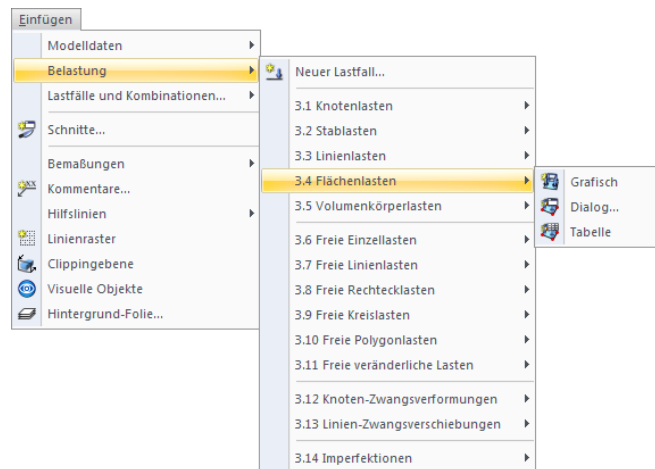 Einfügen
Modelldaten
Belastung
Lastfälle und Kombinationen...
Schnitte...
Bemaßungen
Kommentare...
Hilfslinien
Linienraster
Clippingebene
Visuelle Objekte
Hintergrund-Folie...
Neuer Lastfall...
3.1 Knotenlasten
3.2 Stablasten
3.3 Linienlasten
3.4 Flächenlasten
3.5 Volumenkörperlasten
3.6 Freie Einzellasten
3.7 Freie Linienlasten
3.8 Freie Rechtecklasten
3.9 Freie Kreislasten
3.10 Freie Polygonlasten
3.11 Freie veränderliche Lasten
3.12 Knoten-Zwangsverformungen
3.13 Linien-Zwangsverschiebungen
3.14 Imperfektionen
Grafisch
Dialog...
Tabelle